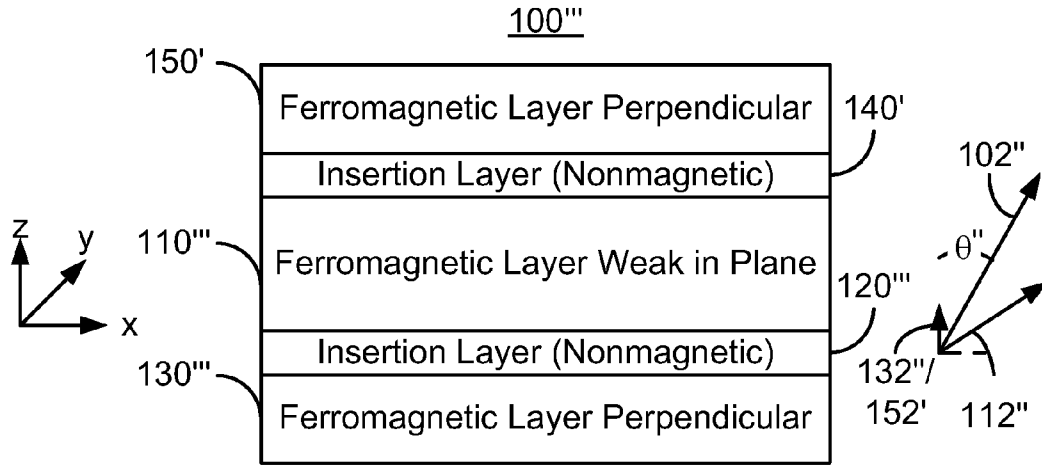 100'''
150'
Ferromagnetic Layer Perpendicular
140'
Insertion Layer (Nonmagnetic)
102"
z
y
x
110'''
Ferromagnetic Layer Weak in Plane
θ"
120'''
Insertion Layer (Nonmagnetic)
130'''
Ferromagnetic Layer Perpendicular
132"/
152'
112"